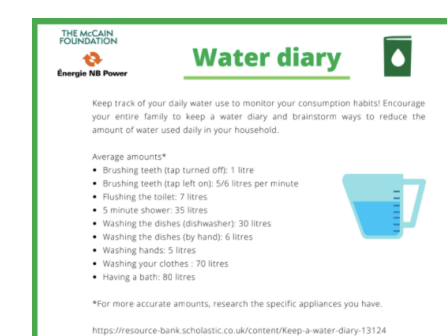 THE McCAIN
FOUNDATION
Énergie NB Power
Water diary
Keep track of your daily water use to monitor your consumption habits! Encourage
your entire family to keep a water diary and brainstorm ways to reduce the
amount of water used daily in your household.
Average amounts*
• Brushing teeth (tap turned off): 1 litre
• Brushing teeth (tap left on): 5/6 litres per minute
• Flushing the toilet: 7 litres
• 5 minute shower: 35 litres
• Washing the dishes (dishwasher): 30 litres
• Washing the dishes (by hand): 6 litres
• Washing hands: 5 litres
• Washing your clothes : 70 litres
• Having a bath: 80 litres
*For more accurate amounts, research the specific appliances you have.
https://resource-bank.scholastic.co.uk/content/Keep-a-water-diary-13124